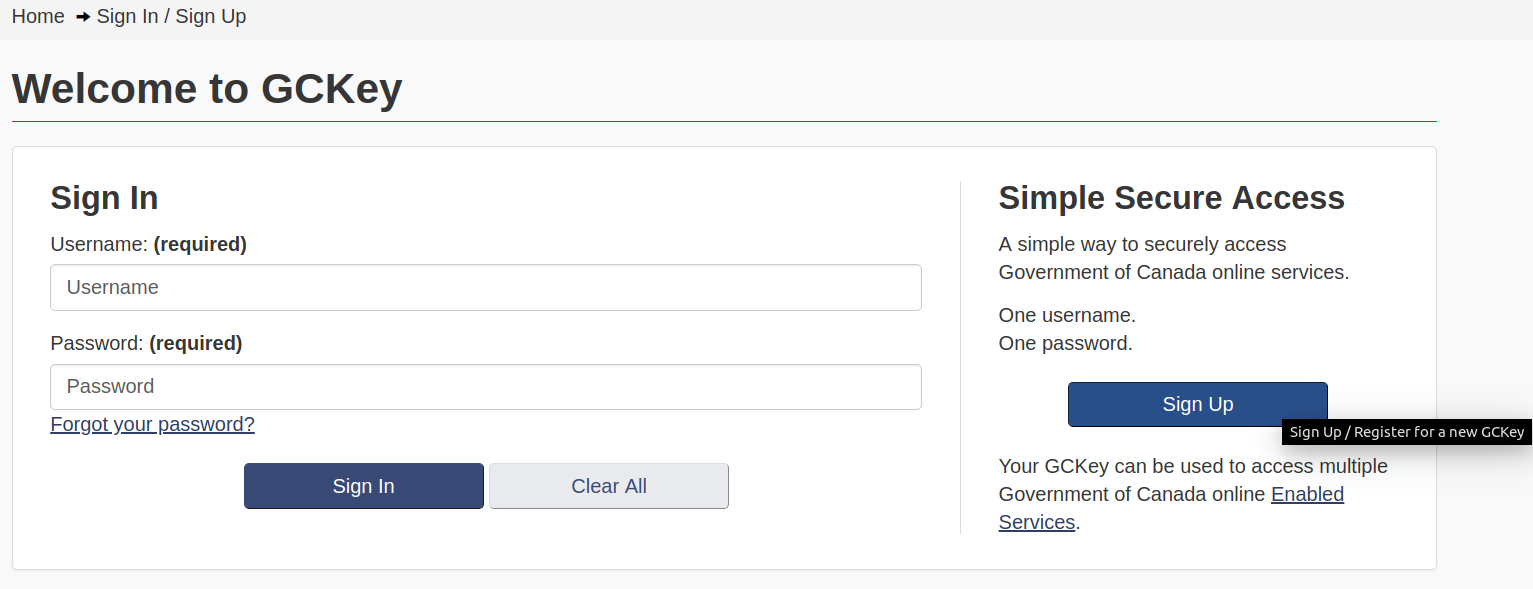 Home ➜ Sign In / Sign Up
Welcome to GCKey
Sign In
Username: (required)
Username
Password: (required)
Password
Forgot your password?
Sign In
Clear All
Simple Secure Access
A simple way to securely access
Government of Canada online services.
One username.
One password.
Sign Up
Sign Up / Register for a new GCKey
Your GCKey can be used to access multiple
Government of Canada online Enabled
Services.